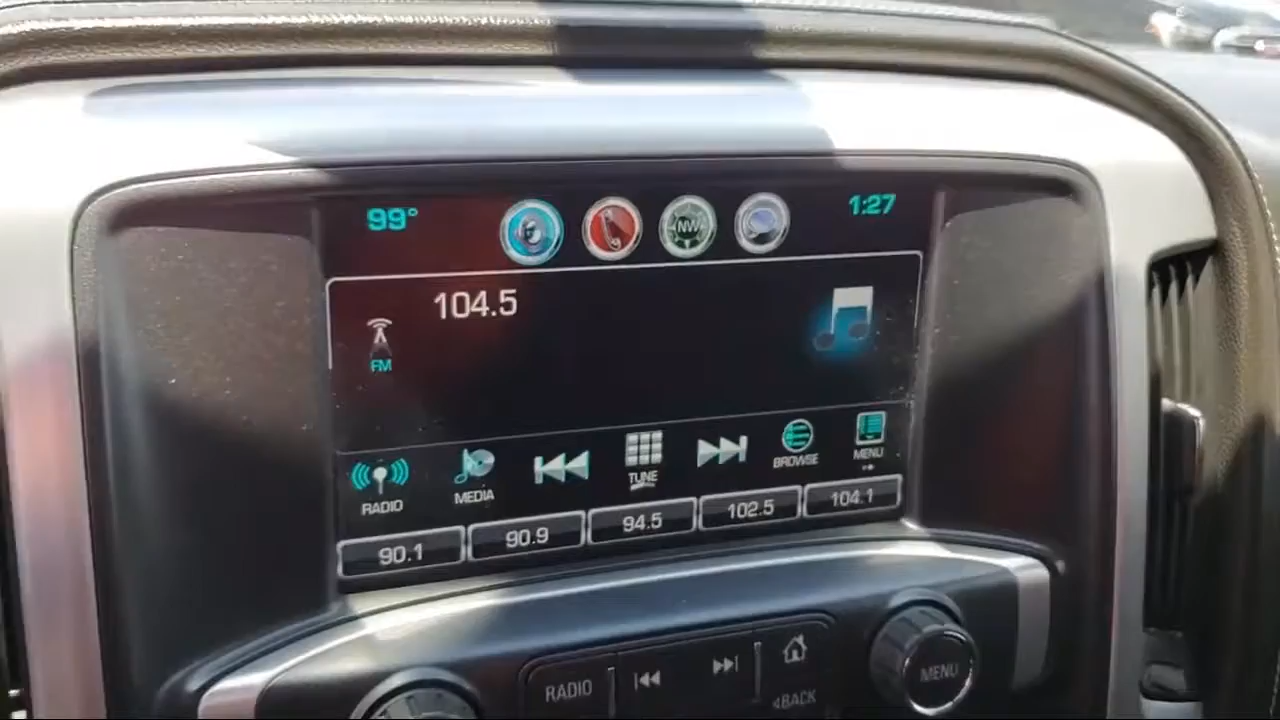 99°
NW
1:27
104.5
FM
RADIO
MEDIA
TUNE
BROWSE
MENU
90.1
90.9
94.5
102.5
104.1
RADIO
BACK
MENU